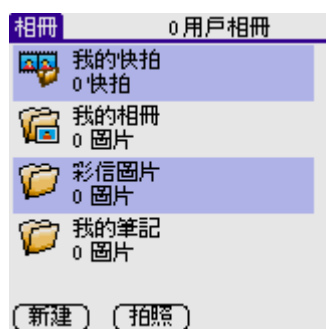 相冊 0用戶相冊
我的快拍
0快拍
我的相冊
0 圖片
彩信圖片
0 圖片
我的筆記
0 圖片
新建 拍照